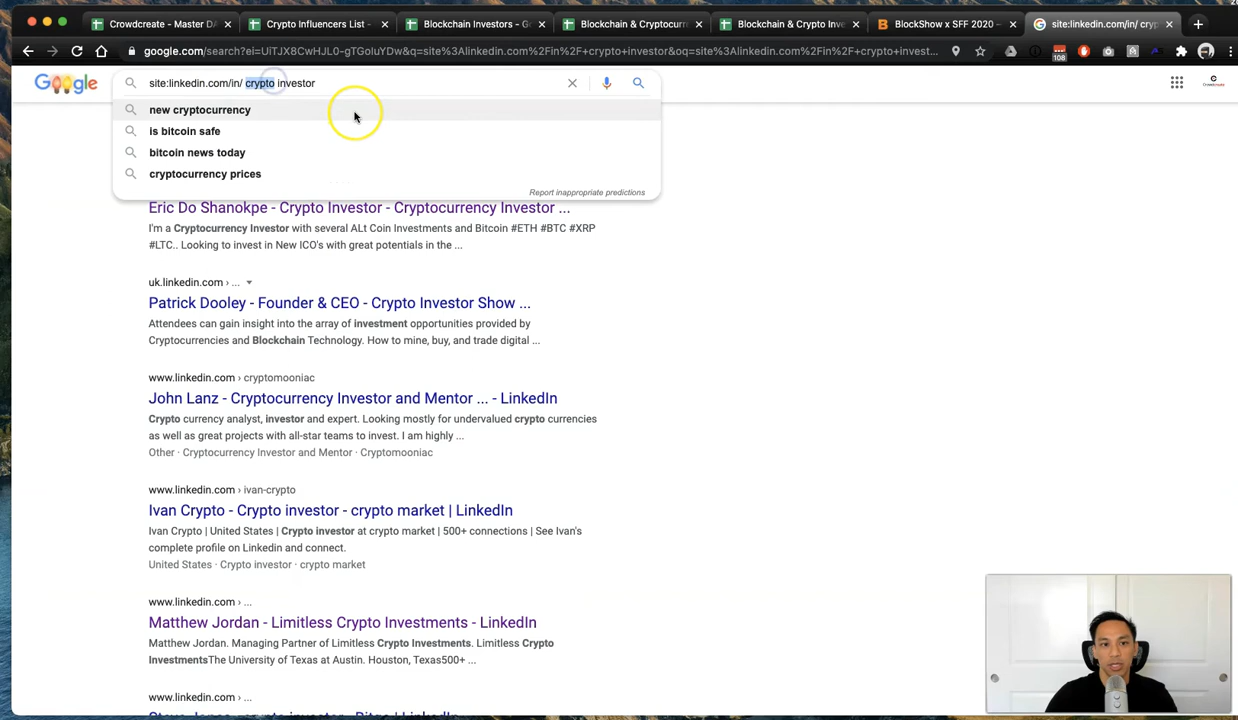 Crowdcreate - Master DA
Crypto Influencers List -
Blockchain Investors - G
Blockchain & Cryptocurr
Blockchain & Crypto Inve
BlockShow x SFF 2020 –
site:linkedin.com/in/ cryp
google.com/search?ei=UiTJX8CwHJL0-gTGoIuYDw&q=site%3Alinkedin.com%2Fin%2F+crypto+investor&oq=site%3Alinkedin.com%2Fin%2F+crypto+invest...
108
Google
site:linkedin.com/in/ crypto investor
new cryptocurrency
is bitcoin safe
bitcoin news today
cryptocurrency prices
Report inappropriate predictions
Eric Do Shanokpe - Crypto Investor - Cryptocurrency Investor ...
I'm a Cryptocurrency Investor with several ALt Coin Investments and Bitcoin #ETH #BTC #XRP
#LTC.. Looking to invest in New ICO's with great potentials in the ...
uk.linkedin.com › ...
Patrick Dooley - Founder & CEO - Crypto Investor Show ...
Attendees can gain insight into the array of investment opportunities provided by
Cryptocurrencies and Blockchain Technology. How to mine, buy, and trade digital ...
www.linkedin.com › cryptomooniac
John Lanz - Cryptocurrency Investor and Mentor ... - LinkedIn
Crypto currency analyst, investor and expert. Looking mostly for undervalued crypto currencies
as well as great projects with all-star teams to invest. I am highly ...
Other · Cryptocurrency Investor and Mentor · Cryptomooniac
www.linkedin.com › ivan-crypto
Ivan Crypto - Crypto investor - crypto market | LinkedIn
Ivan Crypto | United States | Crypto investor at crypto market | 500+ connections | See Ivan's
complete profile on Linkedin and connect.
United States · Crypto investor · crypto market
www.linkedin.com › ...
Matthew Jordan - Limitless Crypto Investments - LinkedIn
Matthew Jordan. Managing Partner of Limitless Crypto Investments. Limitless Crypto
InvestmentsThe University of Texas at Austin. Houston, Texas500+ ...
www.linkedin.com › ...